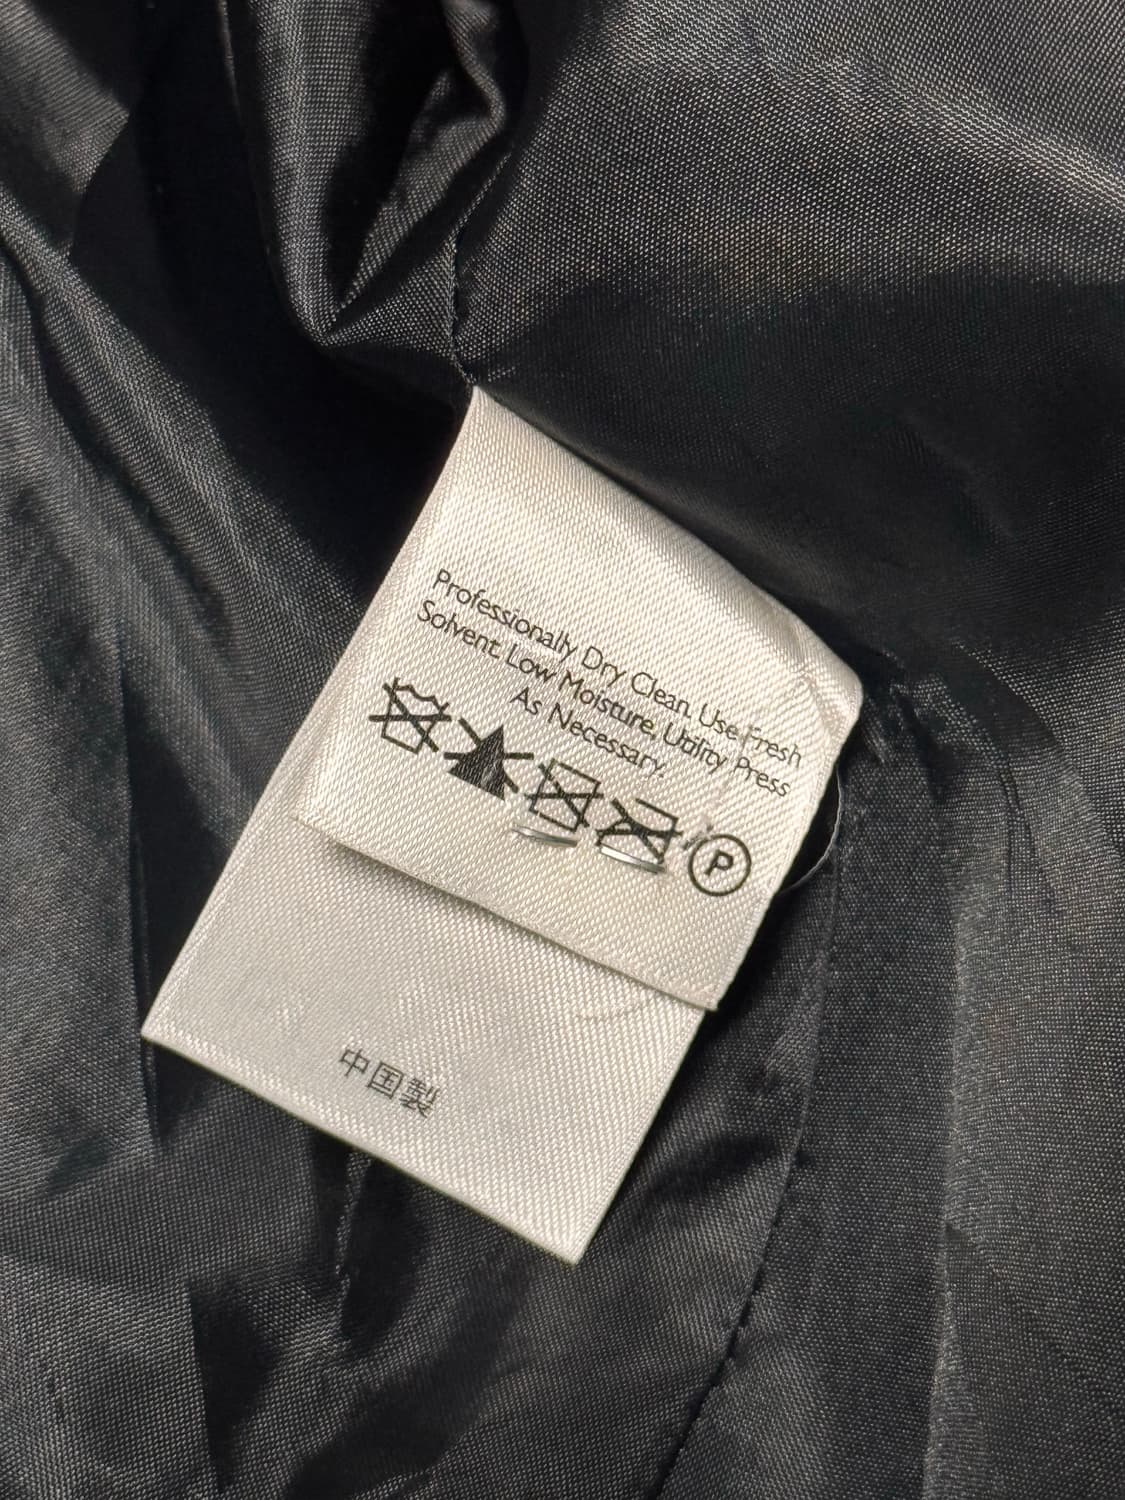 Professionally Dry Clean. Use Fresh
Solvent. Low Moisture, Utility Press
As Necessary.
P
中国製